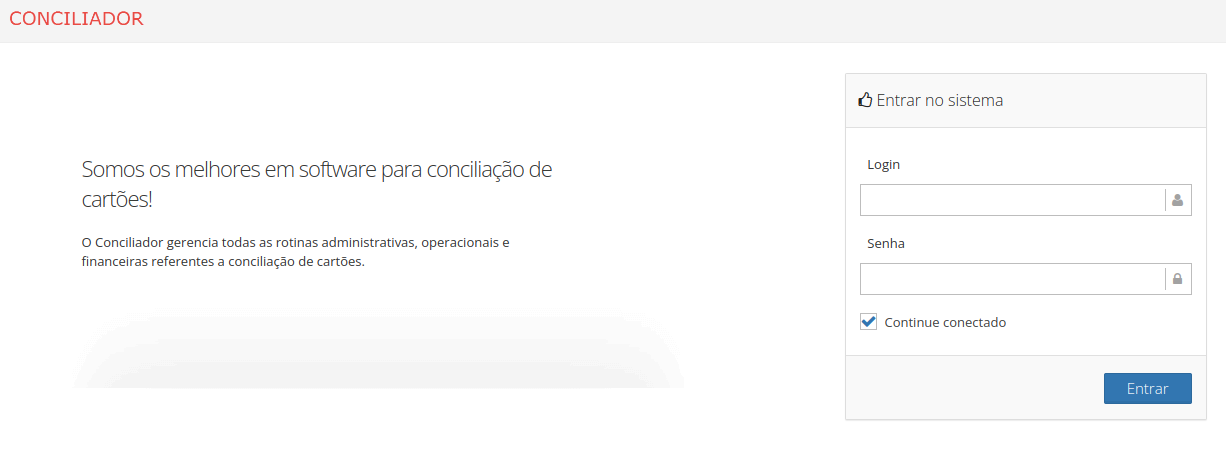 CONCILIADOR
Somos os melhores em software para conciliação de
cartões!
O Conciliador gerencia todas as rotinas administrativas, operacionais e
financeiras referentes a conciliação de cartões.
Entrar no sistema
Login
Senha
Continue conectado
Entrar